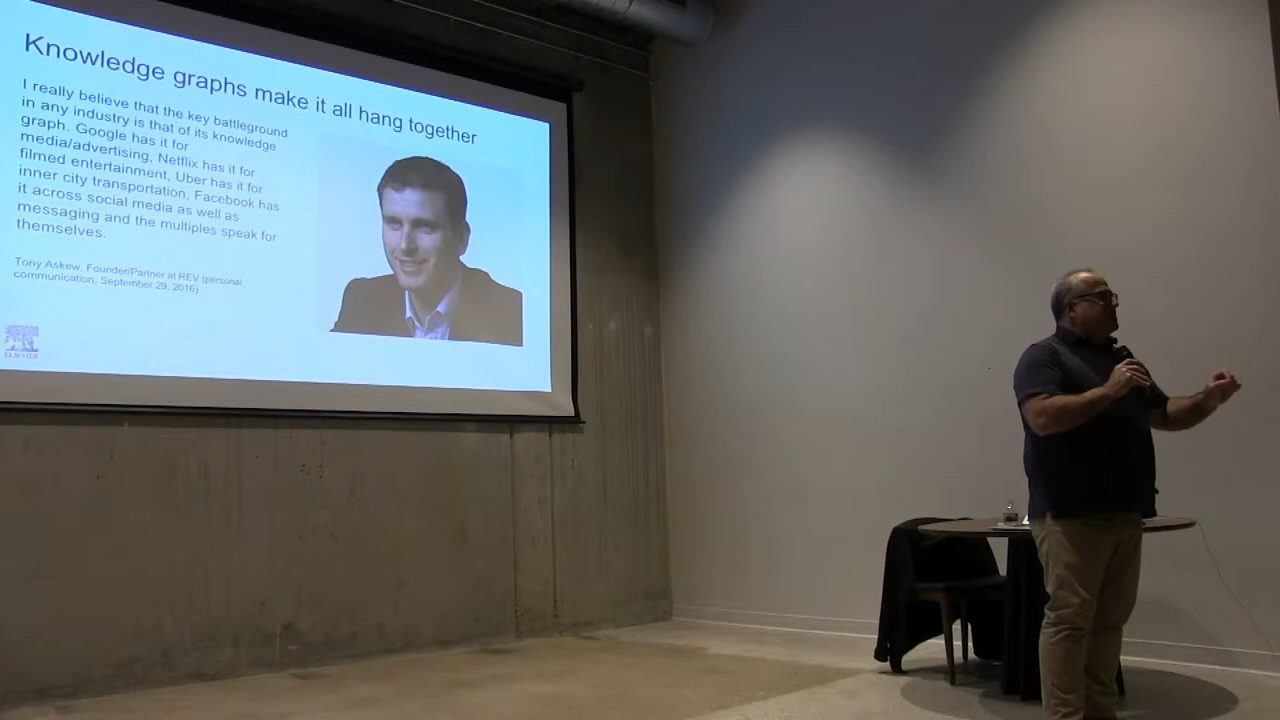 Knowledge graphs make it all hang together
I really believe that the key battleground
in any industry is that of its knowledge
graph. Google has it for
media/advertising, Netflix has it for
filmed entertainment, Uber has it for
inner city transportation, Facebook has
it across social media as well as
messaging and the multiples speak for
themselves.
Tony Askew, Founder/Partner at REV (personal
communication, September 29, 2016)
ELSEVIER